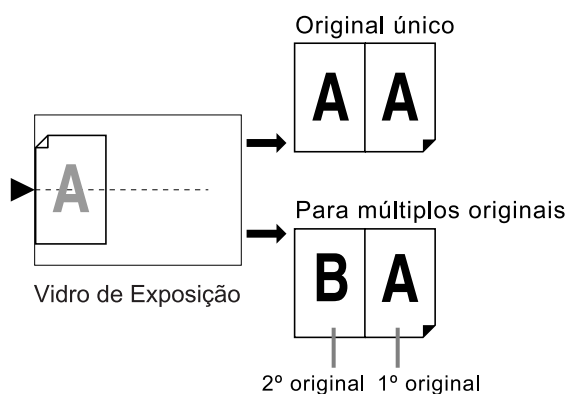 Original único
A A
A
Vidro de Exposição
Para múltiplos originais
B A
2º original 1º original